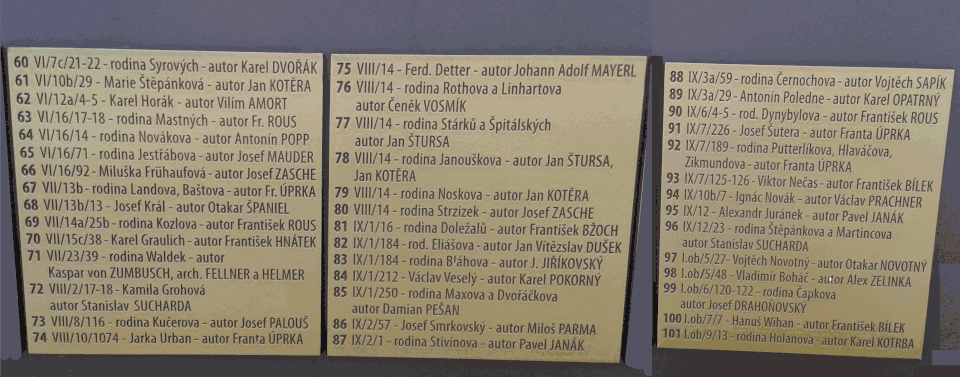 60 VI/7c/21-22 - rodina Syrových - autor Karel DVOŘÁK
61 VI/10b/29 - Marie Štěpánková - autor Jan KOTĚRA
62 VI/12a/4-5 - Karel Horák - autor Vilím AMORT
63 VI/16/17-18 - rodina Mastných - autor Fr. ROUS
64 VI/16/14 - rodina Novákova - autor Antonín POPP
65 VI/16/71 - rodina Jestřábova - autor Josef MAUDER
66 VI/16/92 - Miluška Frühaufová - autor Josef ZASCHE
67 VII/13b - rodina Landova, Baštova - autor Fr. ÚPRKA
68 VII/13b/13 - Josef Král - autor Otakar ŠPANIEL
69 VII/14a/25b - rodina Kozlova - autor František ROUS
70 VII/15c/38 - Karel Graulich - autor František HNÁTEK
71 VII/23/39 - rodina Waldek - autor
Kaspar von ZUMBUSCH, arch. FELLNER a HELMER
72 VIII/2/17-18 - Kamila Grohová
autor Stanislav SUCHARDA
73 VIII/8/116 - rodina Kučerova - autor Josef PALOUŠ
74 VIII/10/1074 - Jarka Urban - autor Franta ÚPRKA
75 VIII/14 - Ferd. Detter - autor Johann Adolf MAYERL
76 VIII/14 - rodina Rothova a Linhartova
autor Čeněk VOSMÍK
77 VIII/14 - rodina Stárků a Špitálských
autor Jan ŠTURSA
78 VIII/14 - rodina Janouškova - autor Jan ŠTURSA,
Jan KOTĚRA
79 VIII/14 - rodina Noskova - autor Jan KOTĚRA
80 VIII/14 - rodina Strzizek - autor Josef ZASCHE
81 IX/1/16 - rodina Doležalů - autor František BŽOCH
82 IX/1/184 - rod. Eliášova - autor Jan Vítězslav DUŠEK
83 IX/1/184 - rodina Bláhova - autor J. JIŘÍKOVSKÝ
84 IX/1/212 - Václav Veselý - autor Karel POKORNÝ
85 IX/1/250 - rodina Maxova a Dvořáčkova
autor Damian PEŠAN
86 IX/2/57 - Josef Smrkovský - autor Miloš PARMA
87 IX/2/1 - rodina Stivínova - autor Pavel JANÁK
88 IX/3a/59 - rodina Černochova - autor Vojtěch SAPÍK
89 IX/3a/29 - Antonín Poledne - autor Karel OPATRNÝ
90 IX/6/4-5 - rod. Dynybylova - autor František ROUS
91 IX/7/226 - Josef Šutera - autor Franta ÚPRKA
92 IX/7/189 - rodina Putterlíkova, Hlaváčova,
Zikmundova - autor Franta ÚPRKA
93 IX/7/125-126 - Viktor Nečas - autor František BÍLEK
94 IX/10b/7 - Ignác Novák - autor Václav PRACHNER
95 IX/12 - Alexandr Juránek - autor Pavel JANÁK
96 IX/12/23 - rodina Štěpánkova a Martincova
autor Stanislav SUCHARDA
97 I.ob/5/27 - Vojtěch Novotný - autor Otakar NOVOTNÝ
98 I.ob/5/48 - Vladimír Boháč - autor Alex ZELINKA
99 I.ob/6/120-122 - rodina Čapkova
autor Josef DRAHOŇOVSKÝ
100 I.ob/7/7 - Hanuš Wihan - autor František BÍLEK
101 I.ob/9/13 - rodina Holanova - autor Karel KOTRBA